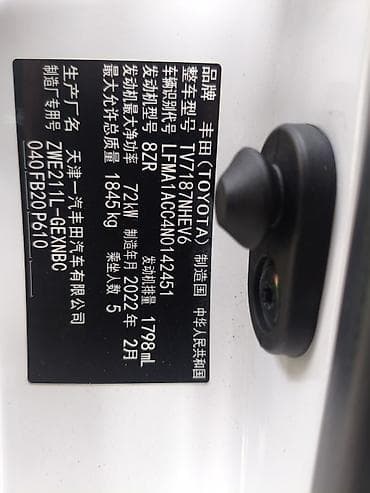 品牌 丰田(TOYOTA) 制造国 中华人民共和国
整车型号 TV7187NHEV6
车辆识别代号 LFMA1ACC4N0142451
发动机型号 8ZR 发动机排量 1798mL
发动机最大净功率 72kW 制造年月 2022年 2月
最大允许总质量 1845kg 乘坐人数 5
生产厂名 天津一汽丰田汽车有限公司
制造厂专用号 ZWE211L-GEXNBC
040FB20P610